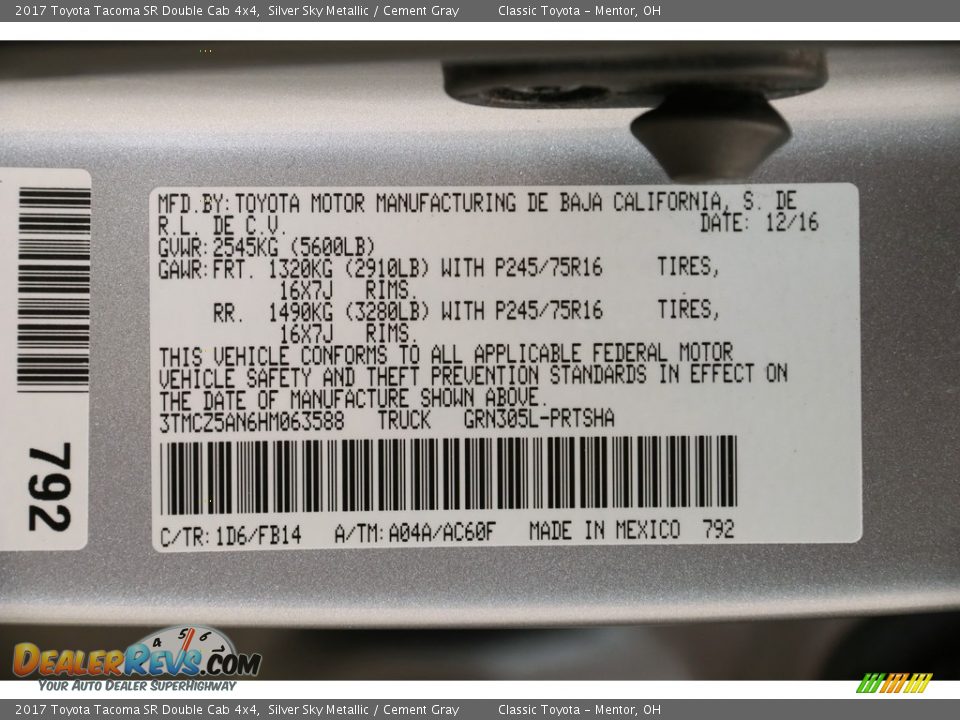 2017 Toyota Tacoma SR Double Cab 4x4, Silver Sky Metallic / Cement Gray Classic Toyota – Mentor, OH
MFD.BY:TOYOTA MOTOR MANUFACTURING DE BAJA CALIFORNIA, S. DE
R.L. DE C.V. DATE: 12/16
GVWR:2545KG (5600LB)
GAWR:FRT. 1320KG (2910LB) WITH P245/75R16 TIRES,
16X7J RIMS.
RR. 1490KG (3280LB) WITH P245/75R16 TIRES,
16X7J RIMS.
THIS VEHICLE CONFORMS TO ALL APPLICABLE FEDERAL MOTOR
VEHICLE SAFETY AND THEFT PREVENTION STANDARDS IN EFFECT ON
THE DATE OF MANUFACTURE SHOWN ABOVE.
3TMCZ5AN6HM063588 TRUCK GRN305L-PRTSHA
C/TR:1D6/FB14 A/TM:A04A/AC60F MADE IN MEXICO 792
792
4 5 6
DEALERREVS.COM
YOUR AUTO DEALER SUPERHIGHWAY
2017 Toyota Tacoma SR Double Cab 4x4, Silver Sky Metallic / Cement Gray Classic Toyota – Mentor, OH